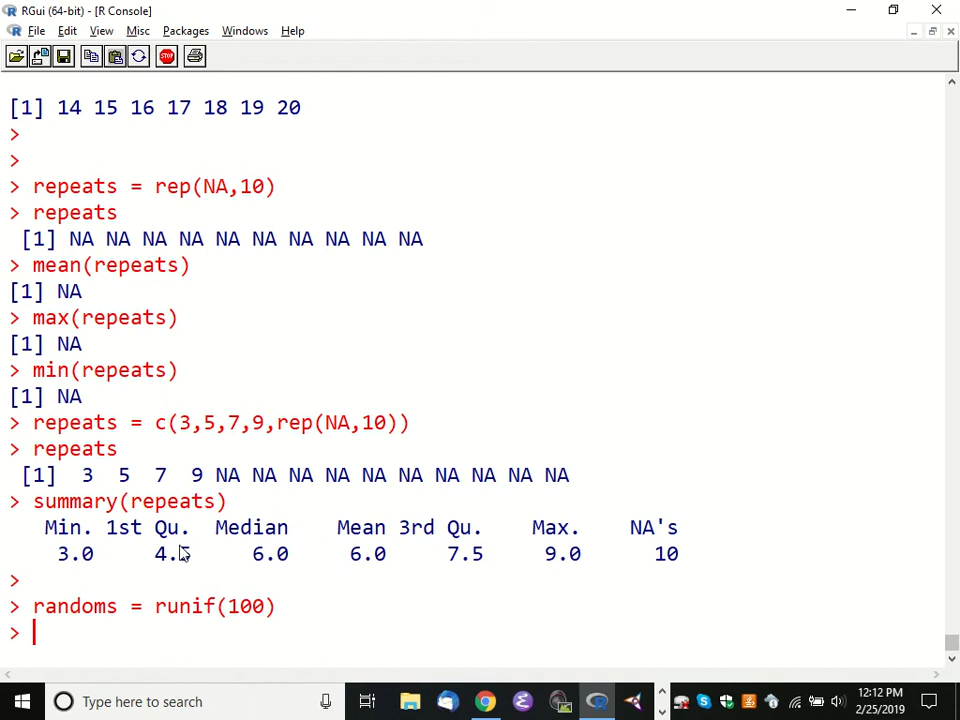 RGui (64-bit) - [R Console]
File Edit View Misc Packages Windows Help
STOP
[1] 14 15 16 17 18 19 20
>
>
> repeats = rep(NA,10)
> repeats
[1] NA NA NA NA NA NA NA NA NA NA
> mean(repeats)
[1] NA
> max(repeats)
[1] NA
> min(repeats)
[1] NA
> repeats = c(3,5,7,9,rep(NA,10))
> repeats
[1] 3 5 7 9 NA NA NA NA NA NA NA NA NA NA
> summary(repeats)
Min. 1st Qu. Median Mean 3rd Qu. Max. NA's
3.0 4.5 6.0 6.0 7.5 9.0 10
>
> randoms = runif(100)
>
Type here to search
12:12 PM
2/25/2019